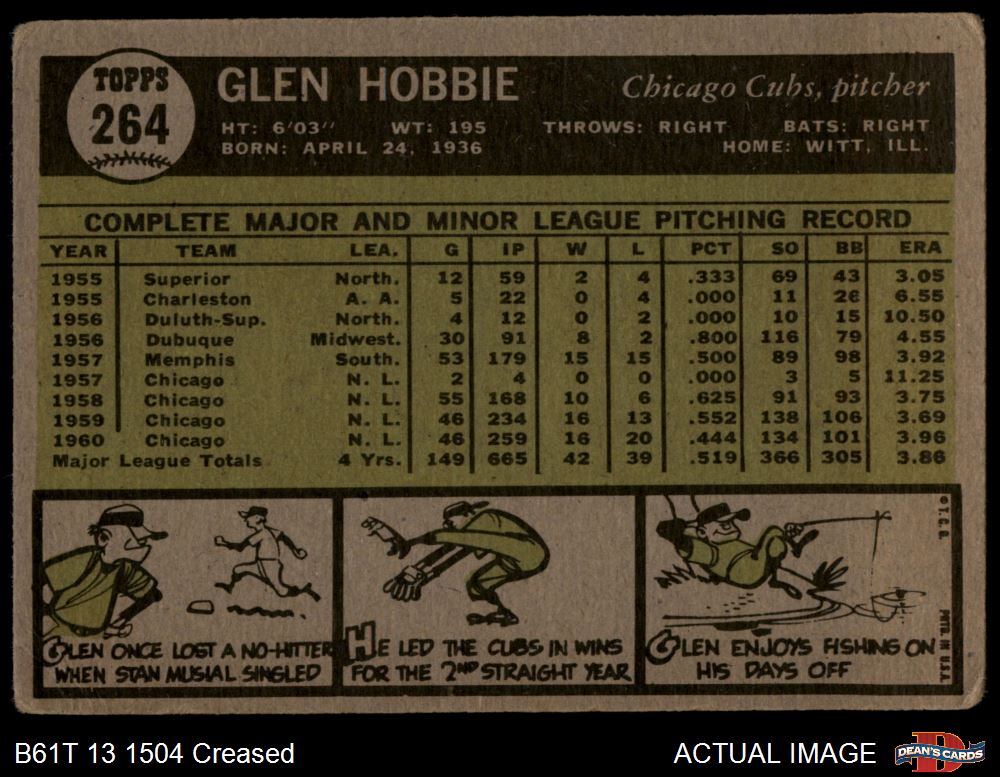 TOPPS
264
GLEN HOBBIE
Chicago Cubs, pitcher
HT: 6'03" WT: 195 THROWS: RIGHT BATS: RIGHT
BORN: APRIL 24, 1936 HOME: WITT, ILL.
COMPLETE MAJOR AND MINOR LEAGUE PITCHING RECORD
YEAR TEAM LEA. G IP W L PCT SO BB ERA
1955 Superior North. 12 59 2 4 .333 69 43 3.05
1955 Charleston A. A. 5 22 0 4 .000 11 26 6.55
1956 Duluth-Sup. North. 4 12 0 2 .000 10 15 10.50
1956 Dubuque Midwest. 30 91 8 2 .800 116 79 4.55
1957 Memphis South. 53 179 15 15 .500 89 98 3.92
1957 Chicago N. L. 2 4 0 0 .000 3 5 11.25
1958 Chicago N. L. 55 168 10 6 .625 91 93 3.75
1959 Chicago N. L. 46 234 16 13 .552 138 106 3.69
1960 Chicago N. L. 46 259 16 20 .444 134 101 3.96
Major League Totals 4 Yrs. 149 665 42 39 .519 366 305 3.86
GLEN ONCE LOST A NO-HITTER
WHEN STAN MUSIAL SINGLED
HE LED THE CUBS IN WINS
FOR THE 2ND STRAIGHT YEAR
GLEN ENJOYS FISHING ON
HIS DAYS OFF
© T. C. G.
PRTD. IN U.S.A.
B61T 13 1504 Creased
ACTUAL IMAGE
D
DEAN'S CARDS